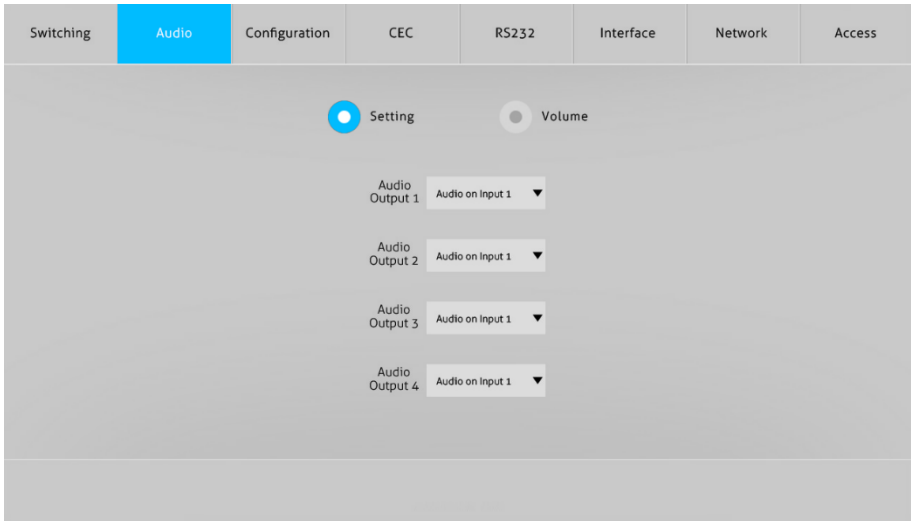 Switching Audio Configuration CEC RS232 Interface Network Access
Setting Volume
Audio
Output 1 Audio on Input 1
Audio
Output 2 Audio on Input 1
Audio
Output 3 Audio on Input 1
Audio
Output 4 Audio on Input 1